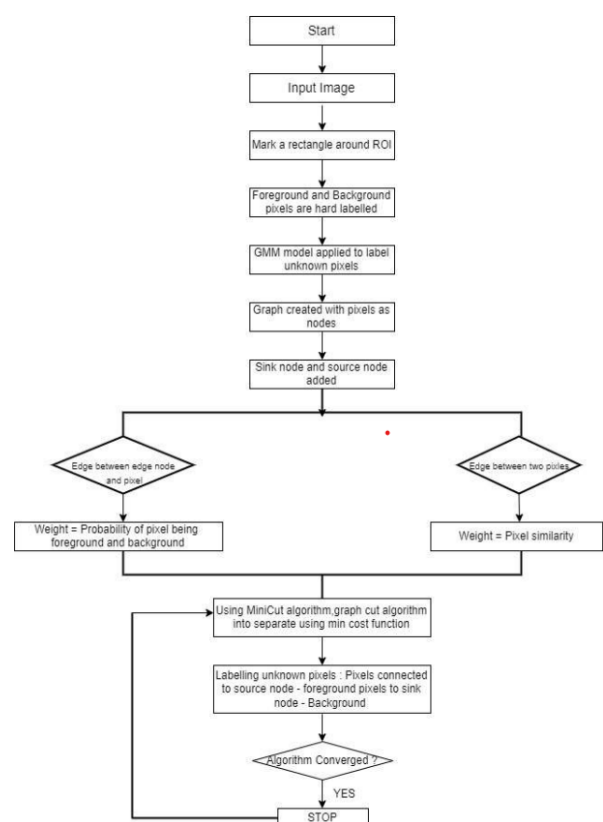 Start
Input Image
Mark a rectangle around ROI
Foreground and Background
pixels are hard labelled
GMM model applied to label
unknown pixels
Graph created with pixels as
nodes
Sink node and source node
added
Edge between edge node
and pixel
Edge between two pixles
Weight = Probability of pixel being
foreground and background
Weight = Pixel similarity
Using MiniCut algorithm,graph cut algorithm
into separate using min cost function
Labelling unknown pixels : Pixels connected
to source node - foreground pixels to sink
node - Background
Algorithm Converged ?
YES
STOP